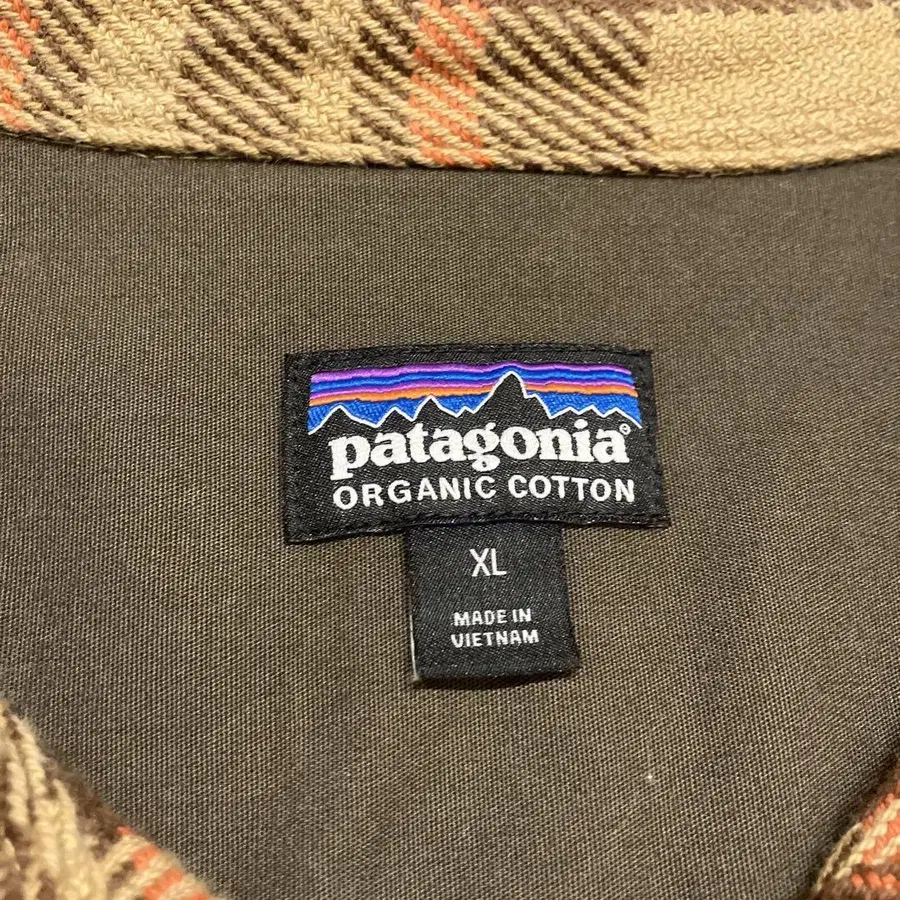 patagonia®
ORGANIC COTTON
XL
MADE IN
VIETNAM